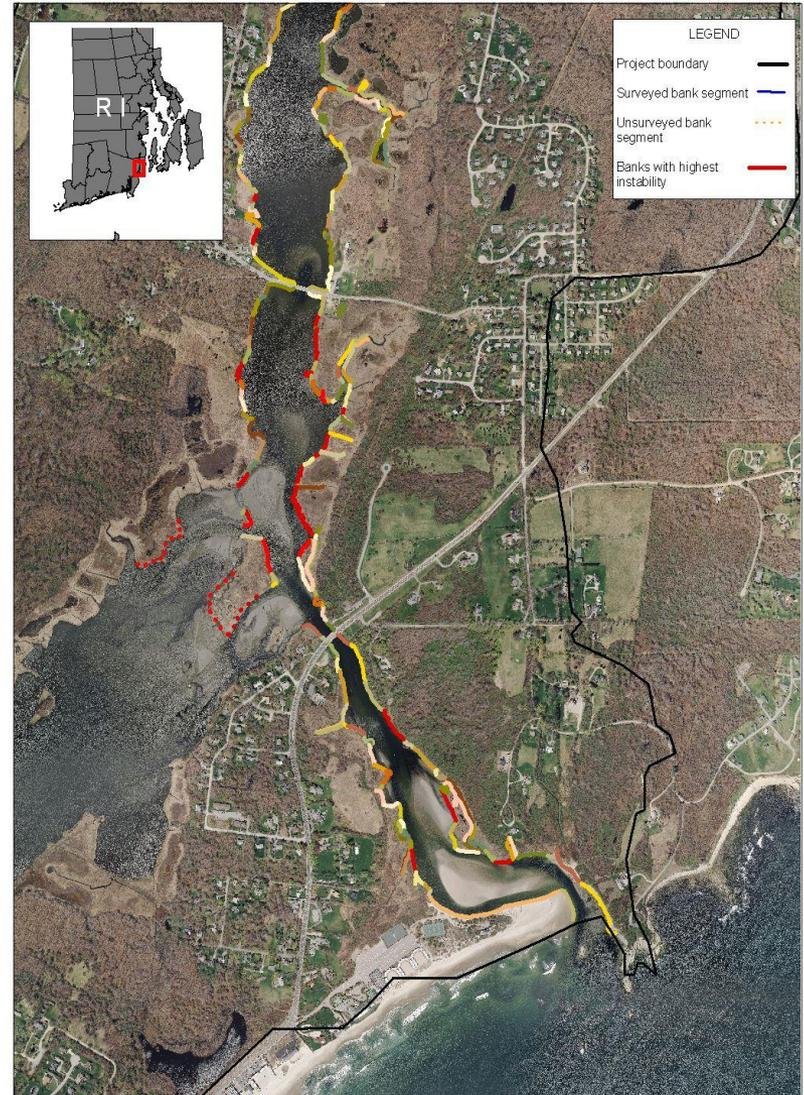 R I
LEGEND
Project boundary
Surveyed bank segment
Unsurveyed bank
segment
Banks with highest
instability